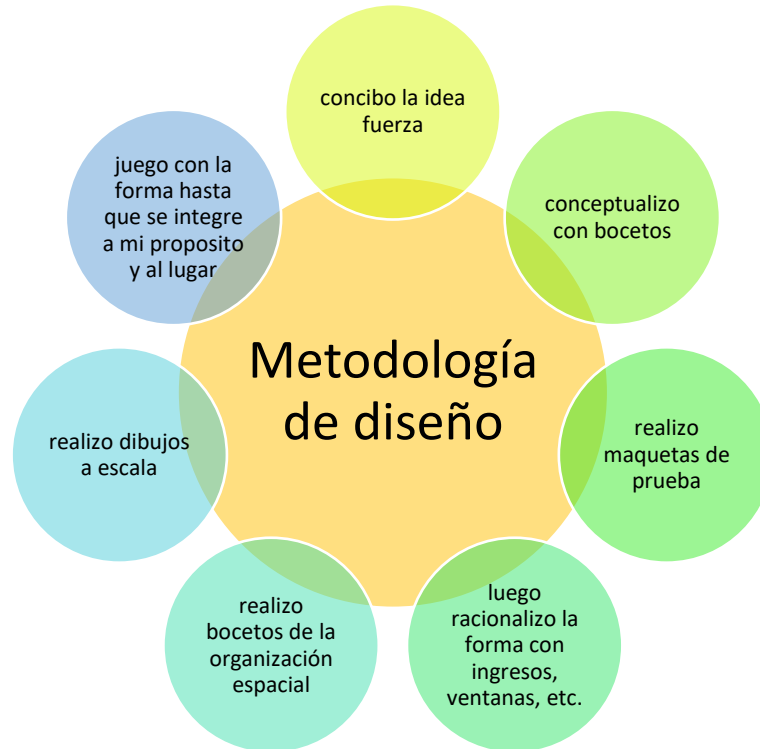 concibo la idea
fuerza
conceptualizo
con bocetos
realizo
maquetas de
prueba
luego
racionalizo la
forma con
ingresos,
ventanas, etc.
realizo
bocetos de la
organización
espacial
realizo dibujos
a escala
juego con la
forma hasta
que se integre
a mi proposito
y al lugar
Metodología
de diseño